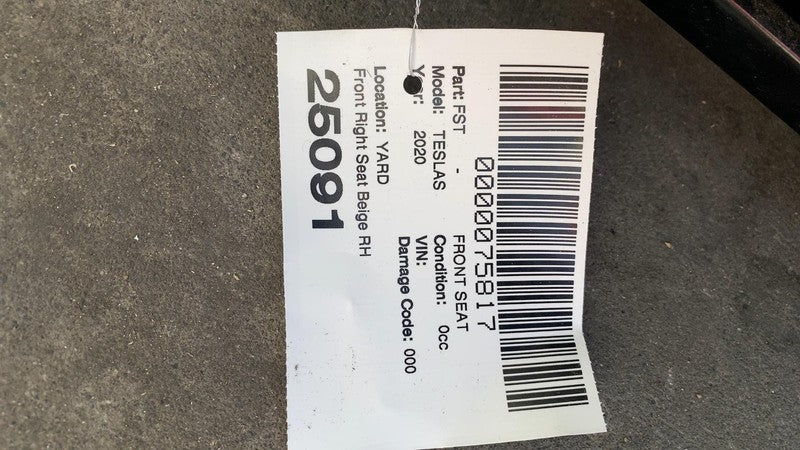 0000075817
Part: FST - FRONT SEAT
Model: TESLAS Condition: 0cc
Year: 2020 VIN:
Damage Code: 000
Location: YARD
Front Right Seat Beige RH
25091